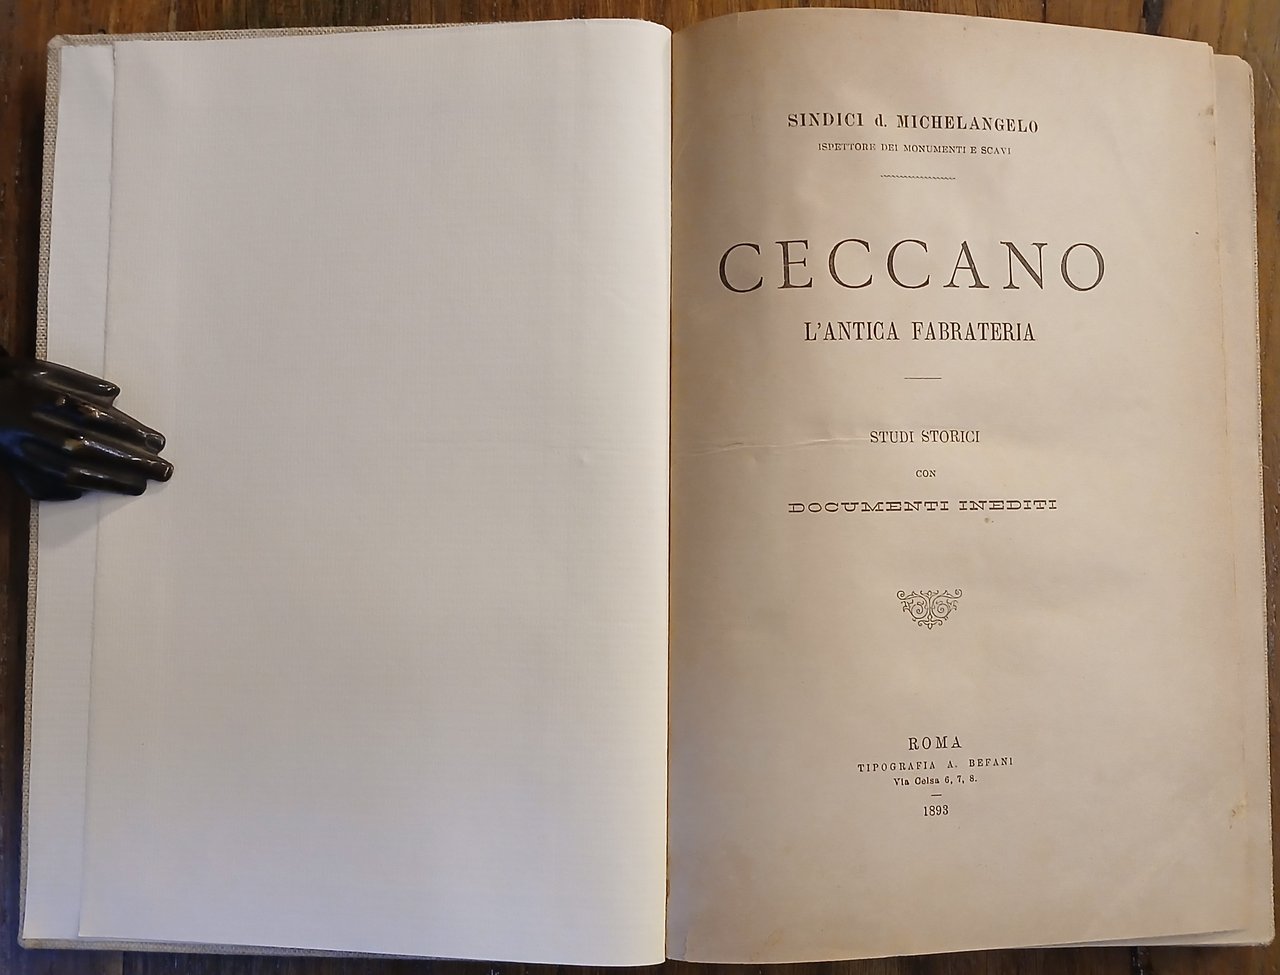 SINDICI d. MICHELANGELO
ISPETTORE DEI MONUMENTI E SCAVI
CECCANO
L'ANTICA FABRATERIA
STUDI STORICI
CON
DOCUMENTI INEDITI
ROMA
TIPOGRAFIA A. BEFANI
Via Celsa 6, 7, 8.
1893